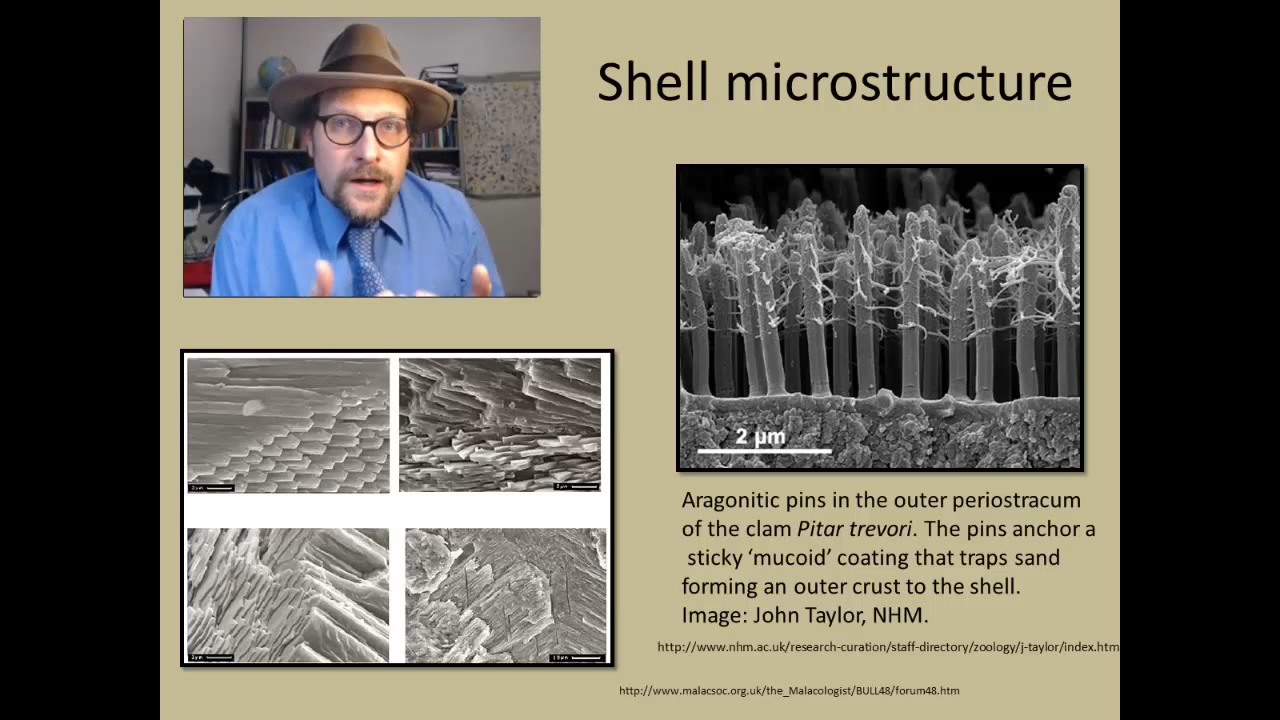 Shell microstructure
2 µm
Aragonitic pins in the outer periostracum
of the clam Pitar trevori. The pins anchor a
sticky ‘mucoid’ coating that traps sand
forming an outer crust to the shell.
Image: John Taylor, NHM.
http://www.nhm.ac.uk/research-curation/staff-directory/zoology/j-taylor/index.htm
http://www.malacsoc.org.uk/the_Malacologist/BULL48/forum48.htm